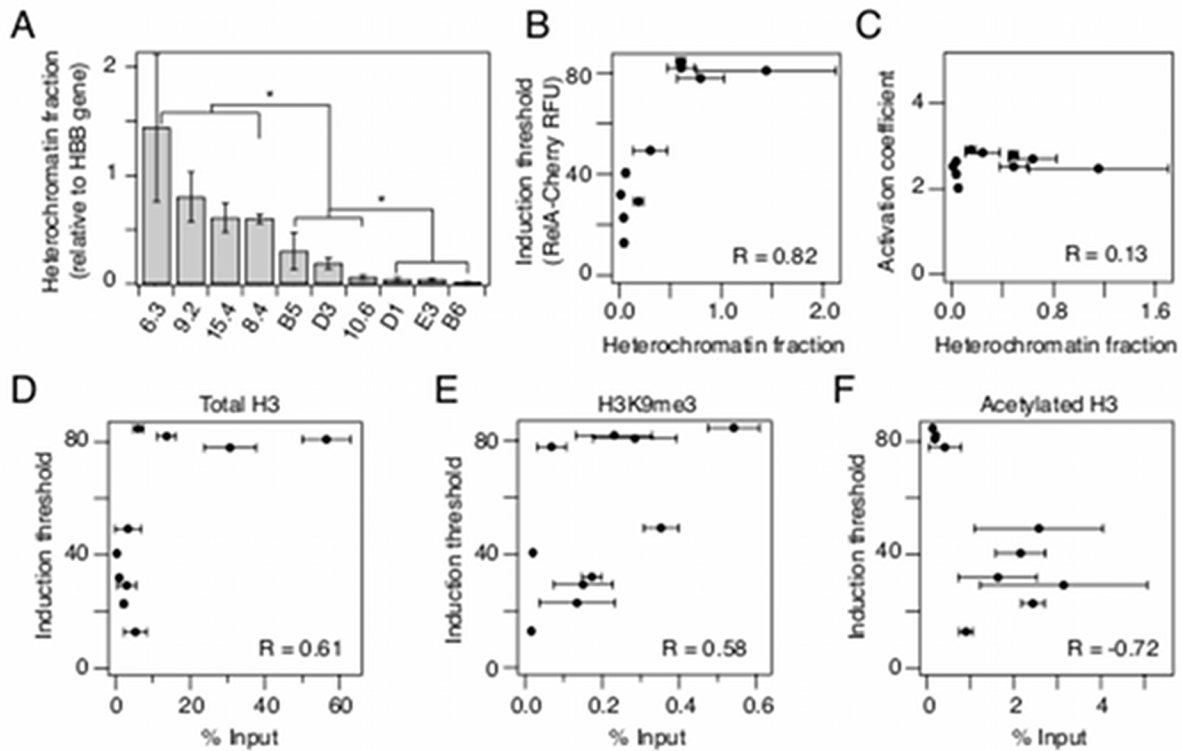 A
Heterochromatin fraction
(relative to HBB gene)
2
1
0
*
*
6.3
9.2
15.4
8.4
B5
D3
10.6
D1
E3
B6
B
Induction threshold
(RelA-Cherry RFU)
80
40
0
R = 0.82
0.0 1.0 2.0
Heterochromatin fraction
C
Activation coefficient
4
2
0
R = 0.13
0.0 0.8 1.6
Heterochromatin fraction
D
Total H3
Induction threshold
80
40
0
R = 0.61
0 20 40 60
% Input
E
H3K9me3
Induction threshold
80
40
0
R = 0.58
0.0 0.2 0.4 0.6
% Input
F
Acetylated H3
Induction threshold
80
40
0
R = -0.72
0 2 4
% Input